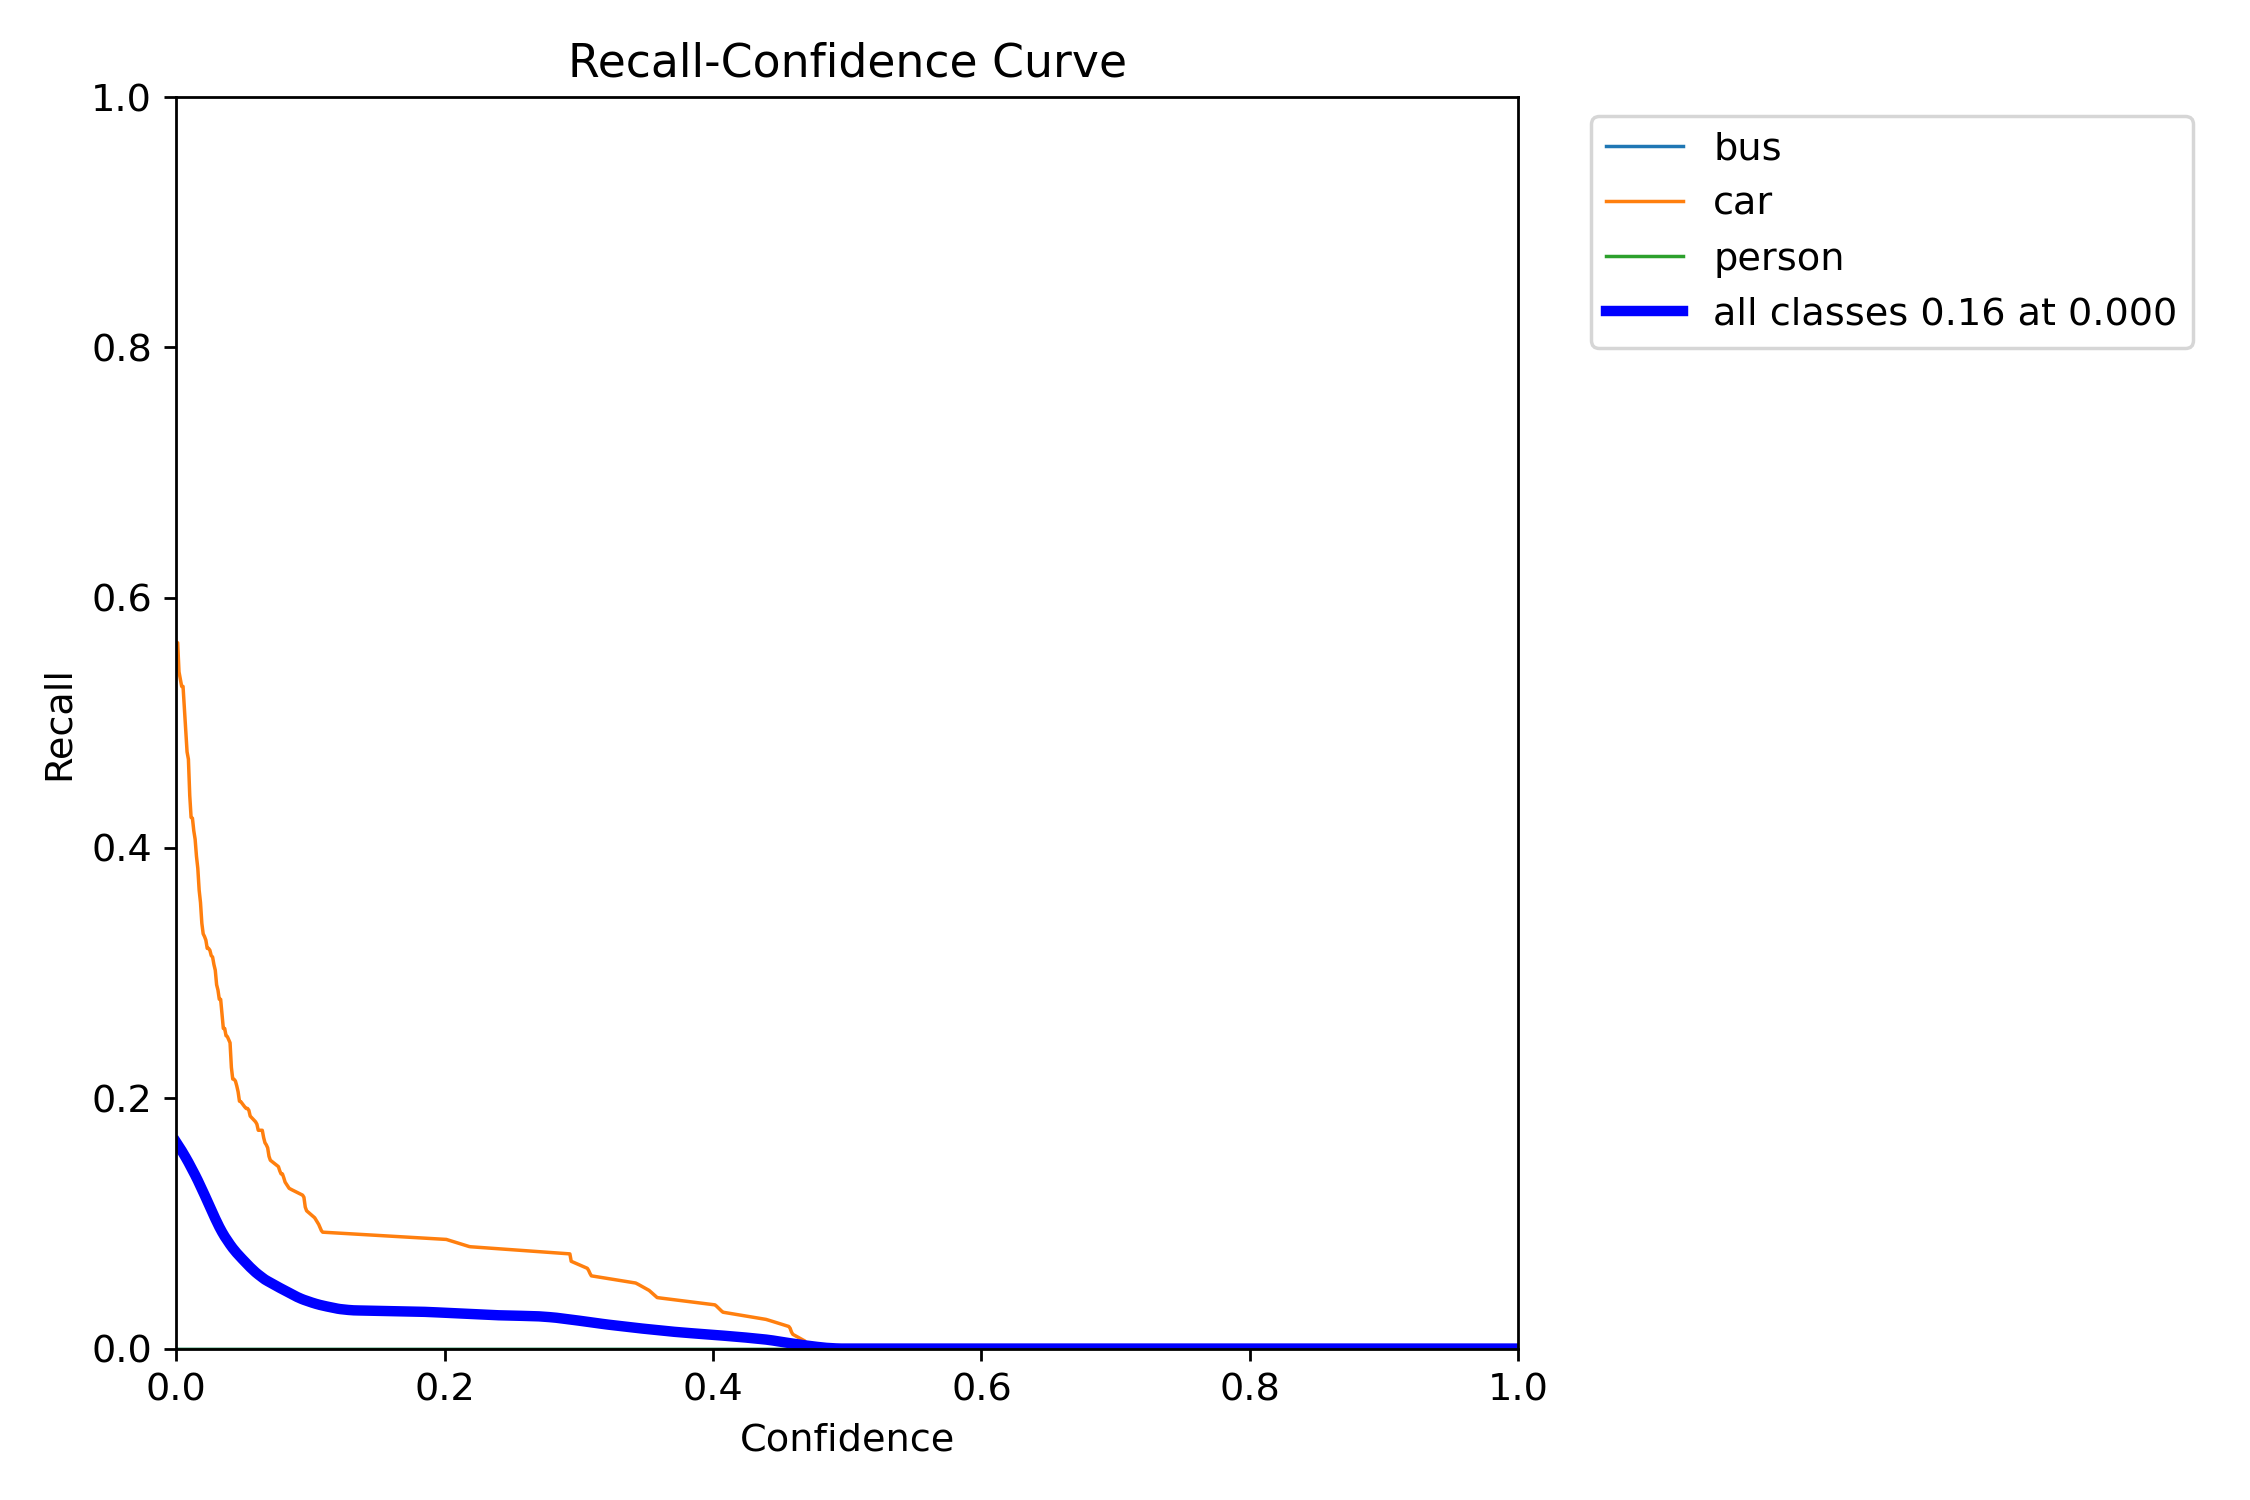 Recall-Confidence Curve
1.0
0.8
0.6
0.4
0.2
0.0
Recall
0.0 0.2 0.4 0.6 0.8 1.0
Confidence
bus
car
person
all classes 0.16 at 0.000